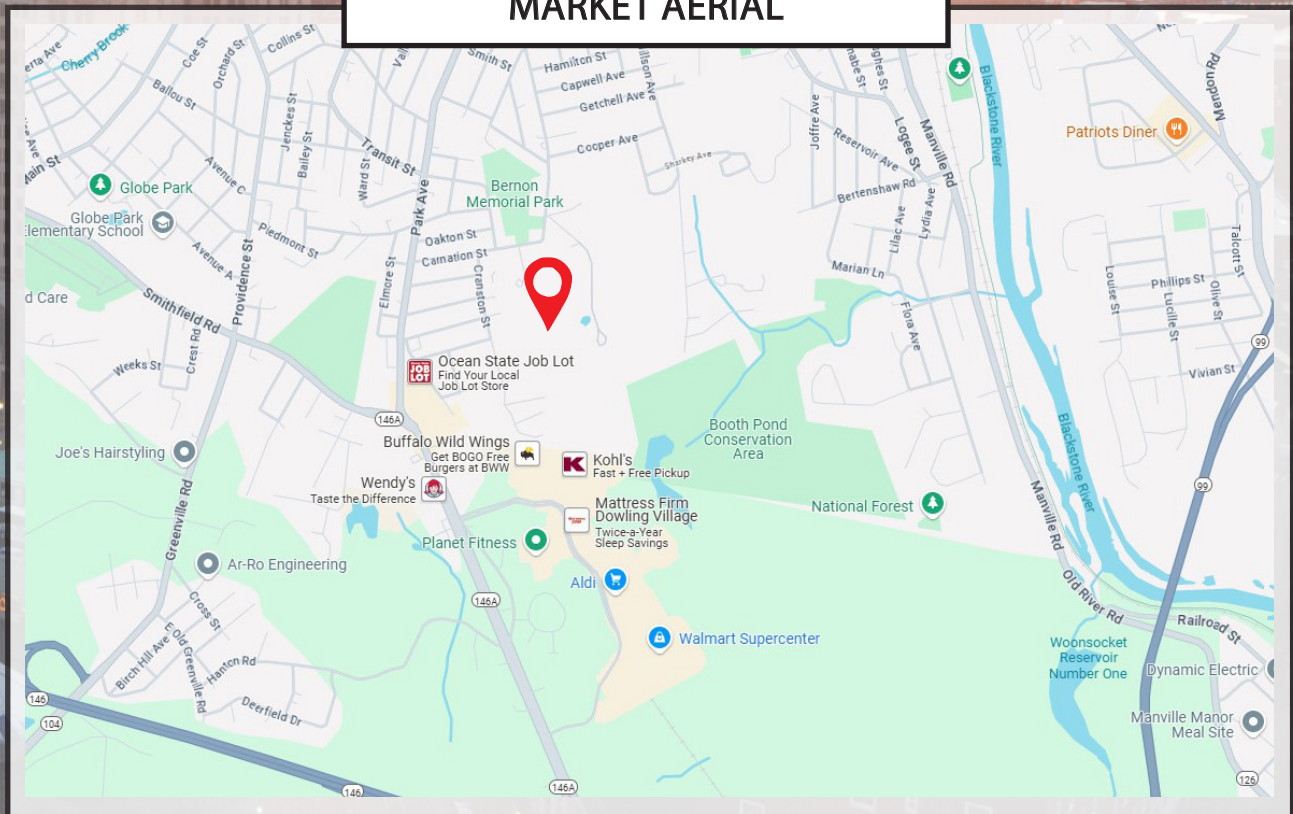 MARKET AERIAL
Cherry Brook
Coe St
Orchard St
Collins St
Smith St
Hamilton St
Capwell Ave
Getchell Ave
Cooper Ave
Sharkey Ave
Joffre Ave
Reservoir Ave
Logee St
Manville Rd
Blackstone River
Patriots Diner
Mendon Rd
Ballou St
Jenckes St
Bailey St
Transit St
Ward St
Park Ave
Avenue C
Globe Park
Globe Park
Elementary School
Piedmont St
Avenue A
Providence St
Smithfield Rd
Bernon
Memorial Park
Oakton St
Carnation St
Cranston St
Elmore St
Bertenshaw Rd
Lilac Ave
Lydia Ave
Marian Ln
Flora Ave
Talcott St
Louise St
Phillips St
Lucille St
Olive St
Vivian St
99
d Care
Crest Rd
Weeks St
JOB
LOT
Ocean State Job Lot
Find Your Local
Job Lot Store
146A
Buffalo Wild Wings
Get BOGO Free
Burgers at BWW
K
Kohl's
Fast + Free Pickup
Booth Pond
Conservation
Area
Blackstone River
Joe's Hairstyling
Wendy's
Taste the Difference
Mattress Firm
Dowling Village
Twice-a-Year
Sleep Savings
National Forest
99
Manville Rd
Greenville Rd
Planet Fitness
Ar-Ro Engineering
Aldi
146A
Old River Rd
Cross St
E Old Greenville Rd
Birch Hill Ave
Hanton Rd
Deerfield Dr
Walmart Supercenter
Railroad St
Woonsocket
Reservoir
Number One
Dynamic Electric
Manville Manor
Meal Site
146
104
146
146A
126